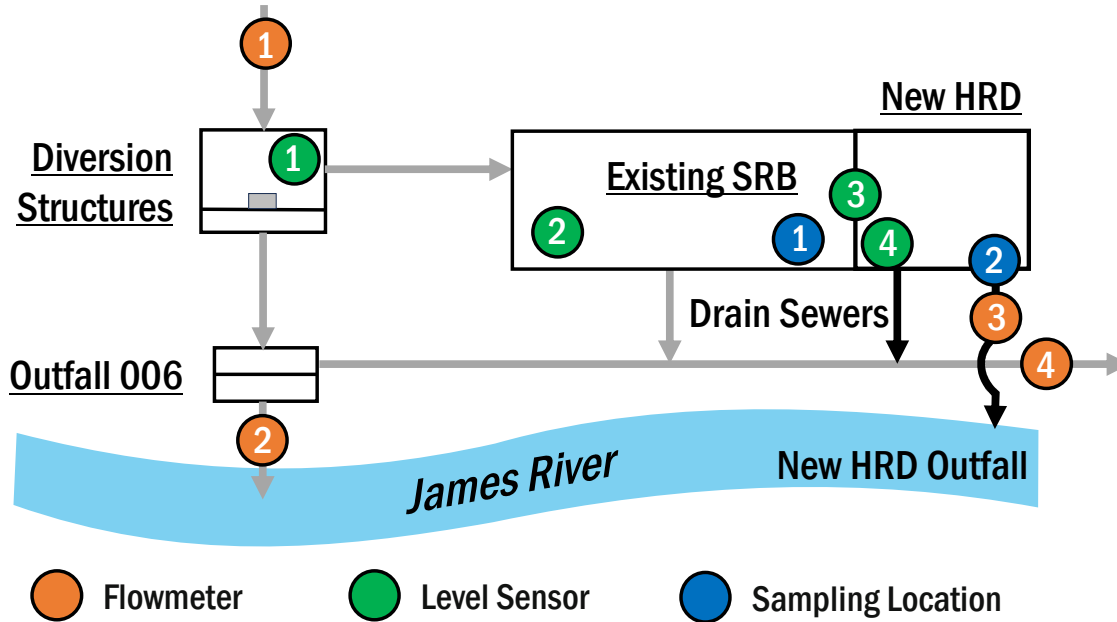 1
New HRD
Diversion
Structures
1
Existing SRB
3
2
1
4
2
Drain Sewers
3
Outfall 006
4
2
James River
New HRD Outfall
Flowmeter
Level Sensor
Sampling Location